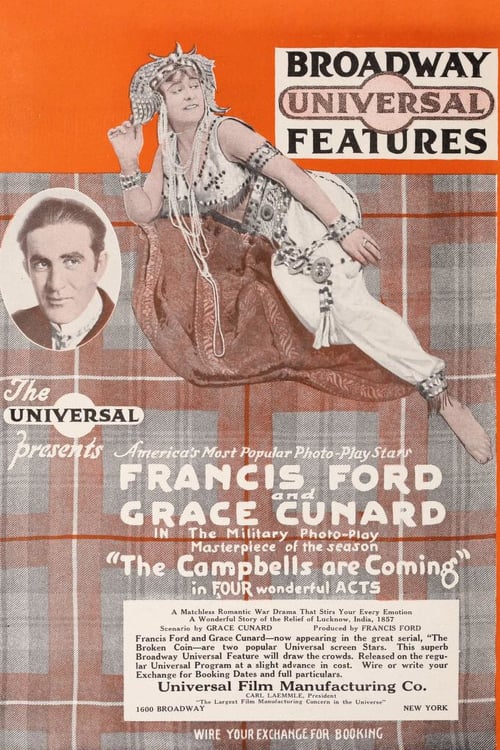 BROADWAY
UNIVERSAL
FEATURES
The
UNIVERSAL
presents
America's Most Popular Photo-Play Stars
FRANCIS FORD
and
GRACE CUNARD
IN The Military Photo-Play
Masterpiece of the season
"The Campbells are Coming"
in FOUR wonderful ACTS
A Matchless Romantic War Drama That Stirs Your Every Emotion
A Wonderful Story of the Relief of Lucknow, India, 1857
Scenario by GRACE CUNARD Produced by FRANCIS FORD
Francis Ford and Grace Cunard—now appearing in the great serial, "The
Broken Coin—are two popular Universal screen Stars. This superb
Broadway Universal Feature will draw the crowds. Released on the regu-
lar Universal Program at a slight advance in cost. Wire or write your
Exchange for Booking Dates and full particulars.
Universal Film Manufacturing Co.
CARL LAEMMLE, President
"The Largest Film Manufacturing Concern in the Universe"
1600 BROADWAY NEW YORK
WIRE YOUR EXCHANGE FOR BOOKING